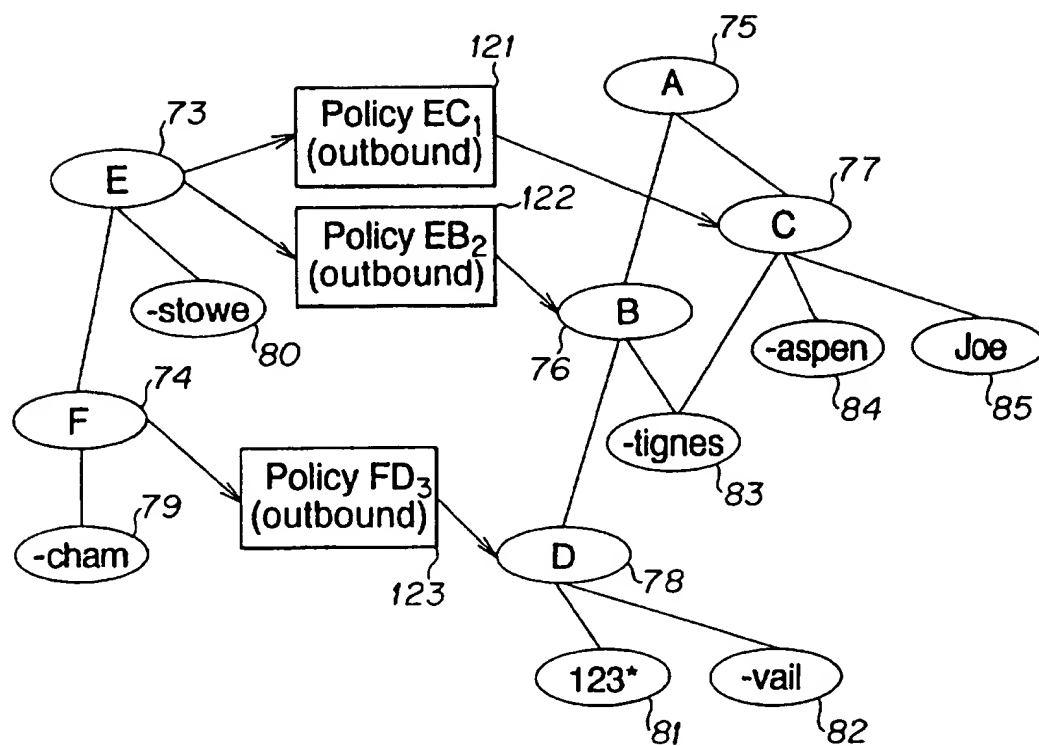 75
A
121
73
Policy EC₁
(outbound)
E
77
122
C
Policy EB₂
(outbound)
B
-stowe
80
76
-aspen
Joe
74
84
85
F
-tignes
Policy FD₃
(outbound)
83
79
-cham
D
78
123
123*
-vail
81
82